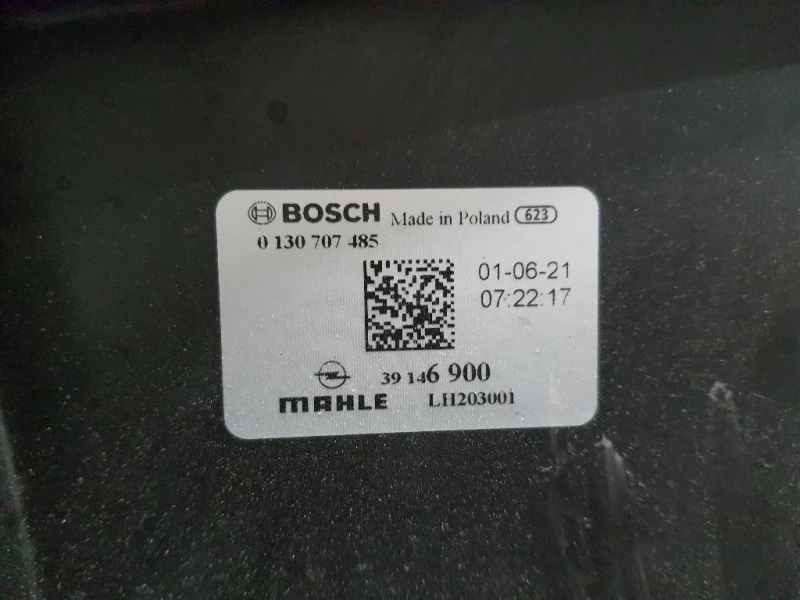 BOSCH Made in Poland 623
0 130 707 485
01-06-21
07:22:17
39 146 900
MAHLE LH203001